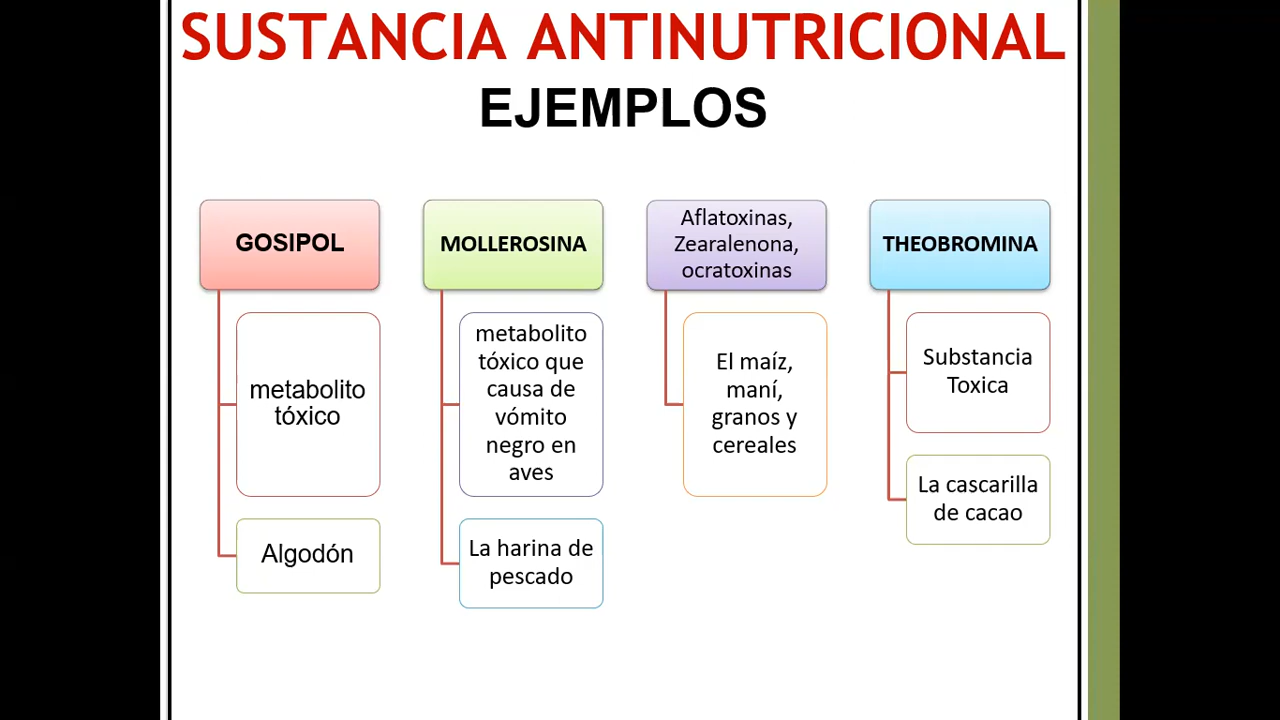 SUSTANCIA ANTINUTRICIONAL
EJEMPLOS
GOSIPOL
metabolito
tóxico
Algodón
MOLLEROSINA
metabolito
tóxico que
causa de
vómito
negro en
aves
La harina de
pescado
Aflatoxinas,
Zearalenona,
ocratoxinas
El maíz,
maní,
granos y
cereales
THEOBROMINA
Substancia
Toxica
La cascarilla
de cacao